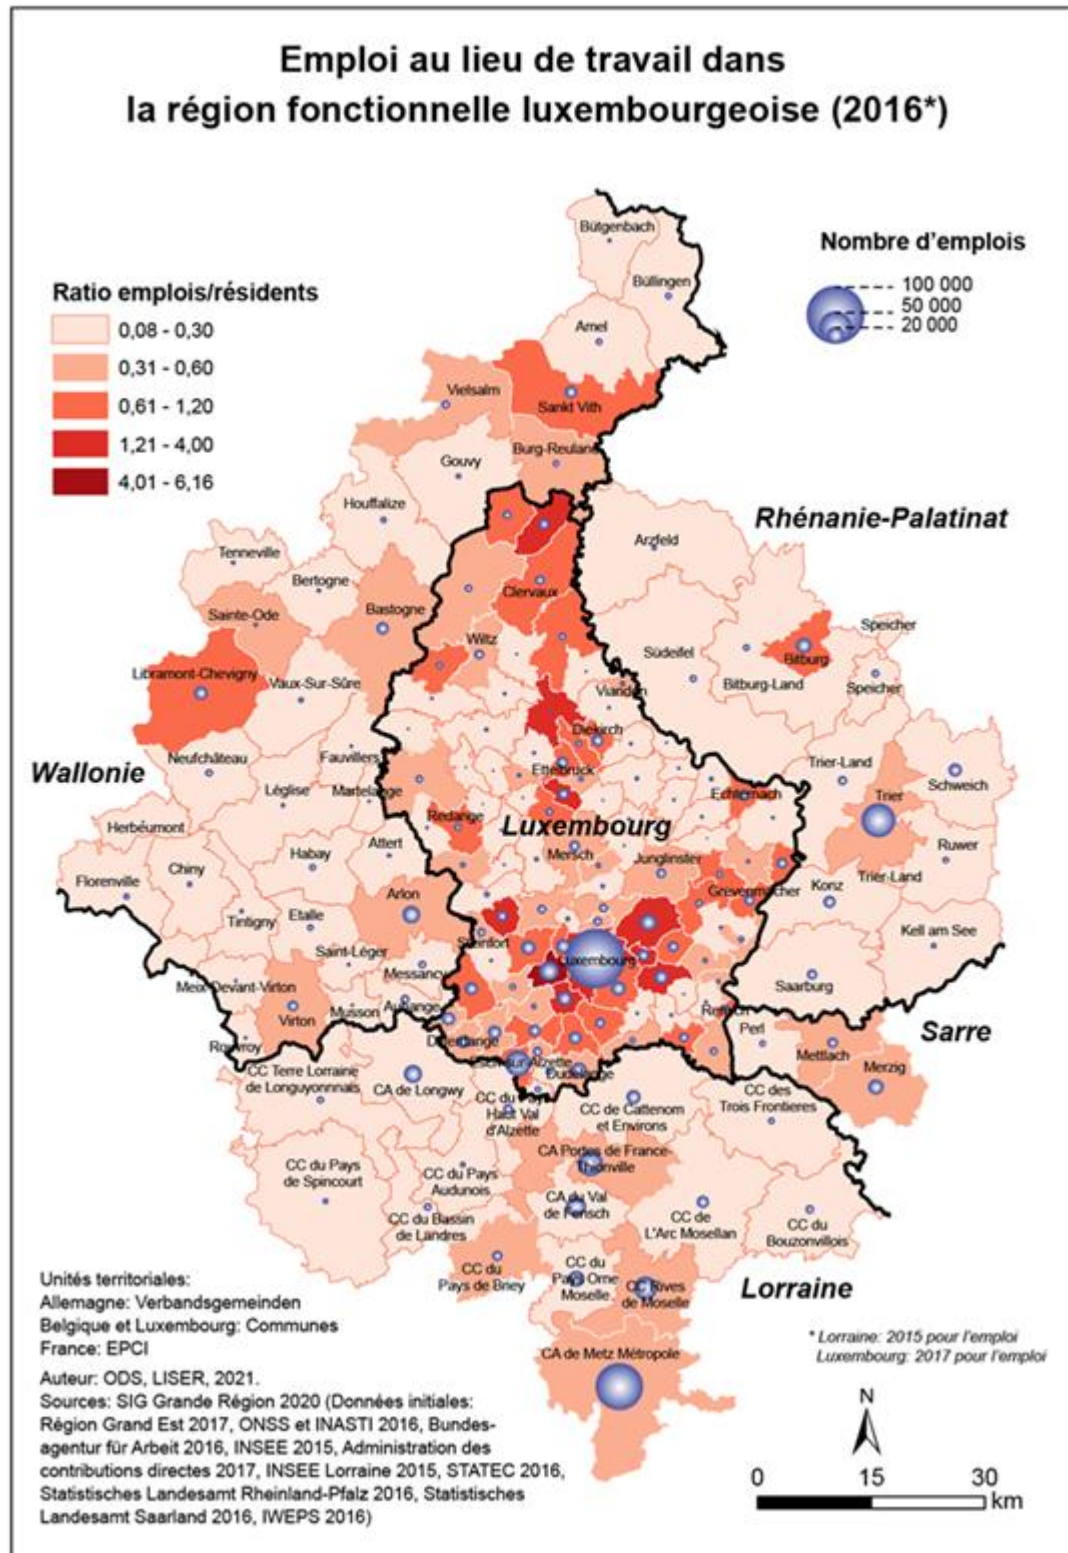 Emploi au lieu de travail dans
la région fonctionnelle luxembourgeoise (2016*)
Nombre d'emplois
100 000
50 000
20 000
Ratio emplois/résidents
0,08 - 0,30
0,31 - 0,60
0,61 - 1,20
1,21 - 4,00
4,01 - 6,16
Bütgenbach
Büllingen
Amel
Vielsalm
Sankt Vith
Burg-Reuland
Gouvy
Houffalize
Rhénanie-Palatinat
Tenneville
Arzfeld
Bertogne
Clervaux
Sainte-Ode
Bastogne
Speicher
Wiltz
Südeifel
Bitburg
Libramont-Chevigny
Vaux-Sur-Sûre
Vianden
Bitburg-Land
Speicher
Diekirch
Neufchâteau
Fauvillers
Ettelbruck
Trier-Land
Wallonie
Schweich
Léglise
Martelange
Echternach
Trier
Herbeumont
Redange
Luxembourg
Habay
Attert
Mersch
Junglinster
Ruwer
Chiny
Florenville
Trier-Land
Konz
Grevenmacher
Arlon
Tintigny
Etalle
Steinfort
Kell am See
Saint-Léger
Luxembourg
Messancy
Saarburg
Meix-Devant-Virton
Virton
Musson
Aubange
Remich
Rouvroy
Perl
Sarre
Differdange
Mettlach
Esch-sur-Alzette
Dudelange
Merzig
CC Terre Lorraine
de Longuyonnnais
CA de Longwy
CC du Pays
Haut Val
d'Alzette
CC de Cattenom
et Environs
CC des
Trois Frontieres
CA Portes de France-
Thionville
CC du Pays
de Spincourt
CC du Pays
Audunois
CA du Val
de Fensch
CC du Bassin
de Landres
CC de
L'Arc Mosellan
CC du
Bouzonvillois
CC du
Pays de Briey
CC du
Pays Orne
Moselle
CC Rives
de Moselle
Lorraine
CA de Metz Métropole
* Lorraine: 2015 pour l'emploi
Luxembourg: 2017 pour l'emploi
Unités territoriales:
Allemagne: Verbandsgemeinden
Belgique et Luxembourg: Communes
France: EPCI
Auteur: ODS, LISER, 2021.
Sources: SIG Grande Région 2020 (Données initiales:
Région Grand Est 2017, ONSS et INASTI 2016, Bundes-
agentur für Arbeit 2016, INSEE 2015, Administration des
contributions directes 2017, INSEE Lorraine 2015, STATEC 2016,
Statistisches Landesamt Rheinland-Pfalz 2016, Statistisches
Landesamt Saarland 2016, IWEPS 2016)
N
0 15 30
km